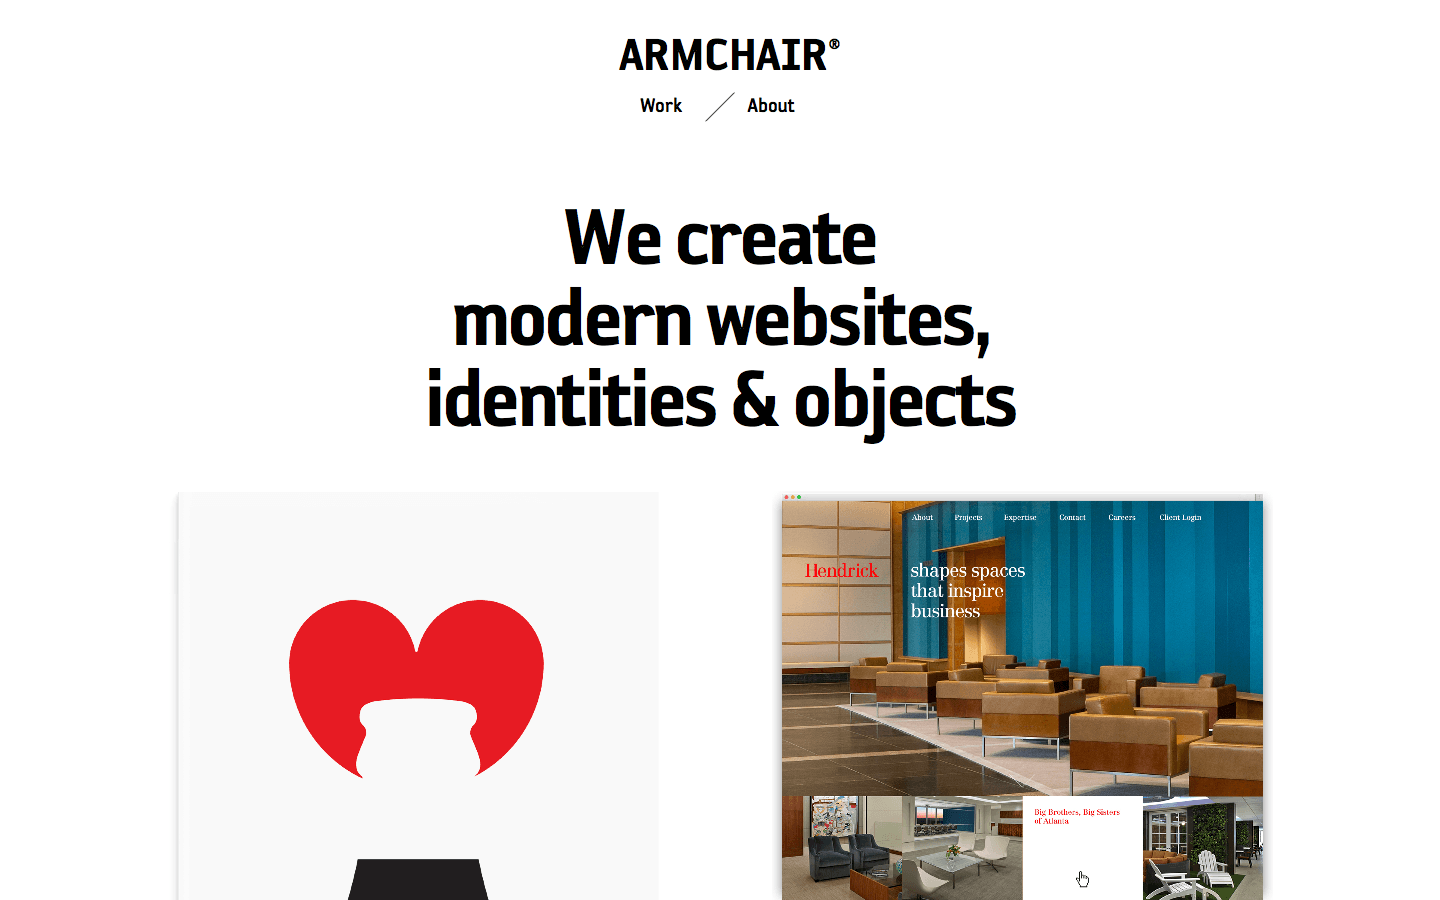 ARMCHAIR®
Work
About
We create
modern websites,
identities & objects
About Projects Expertise Contact Careers Client Login
Hendrick
shapes spaces
that inspire
business
Big Brothers, Big Sisters
of Atlanta